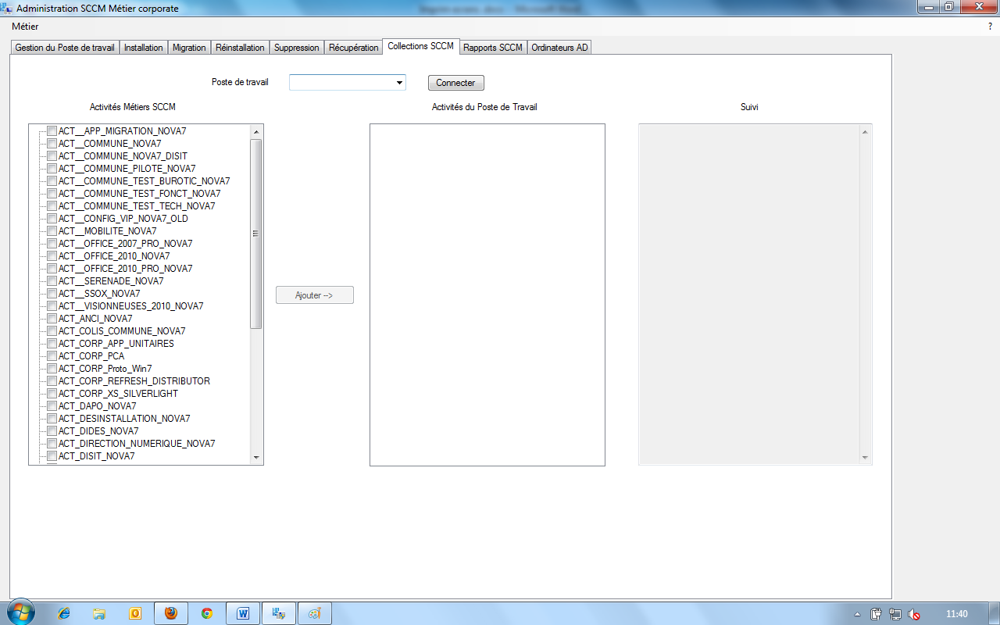 Administration SCCM Métier corporate
Métier
?
Gestion du Poste de travail
Installation
Migration
Réinstallation
Suppression
Récupération
Collections SCCM
Rapports SCCM
Ordinateurs AD
Poste de travail
Connecter
Activités Métiers SCCM
Activités du Poste de Travail
Suivi
ACT__APP_MIGRATION_NOVA7
ACT__COMMUNE_NOVA7
ACT__COMMUNE_NOVA7_DISIT
ACT__COMMUNE_PILOTE_NOVA7
ACT__COMMUNE_TEST_BUROTIC_NOVA7
ACT__COMMUNE_TEST_FONCT_NOVA7
ACT__COMMUNE_TEST_TECH_NOVA7
ACT__CONFIG_VIP_NOVA7_OLD
ACT__MOBILITE_NOVA7
ACT__OFFICE_2007_PRO_NOVA7
ACT__OFFICE_2010_NOVA7
ACT__OFFICE_2010_PRO_NOVA7
ACT__SERENADE_NOVA7
ACT__SSOX_NOVA7
ACT__VISIONNEUSES_2010_NOVA7
ACT_ANCI_NOVA7
ACT_COLIS_COMMUNE_NOVA7
ACT_CORP_APP_UNITAIRES
ACT_CORP_PCA
ACT_CORP_Proto_Win7
ACT_CORP_REFRESH_DISTRIBUTOR
ACT_CORP_XS_SILVERLIGHT
ACT_DAPO_NOVA7
ACT_DESINSTALLATION_NOVA7
ACT_DIDES_NOVA7
ACT_DIRECTION_NUMERIQUE_NOVA7
ACT_DISIT_NOVA7
Ajouter -->
11:40